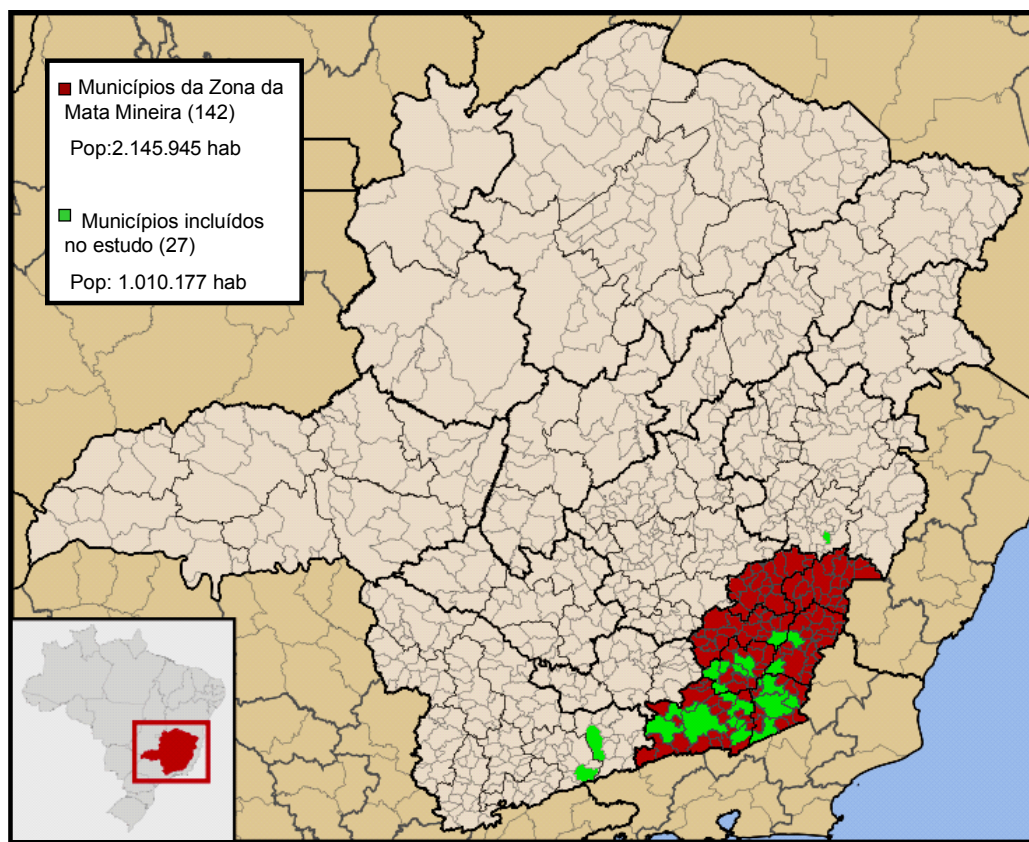 Municípios da Zona da
Mata Mineira (142)
Pop:2.145.945 hab
Municípios incluídos
no estudo (27)
Pop: 1.010.177 hab